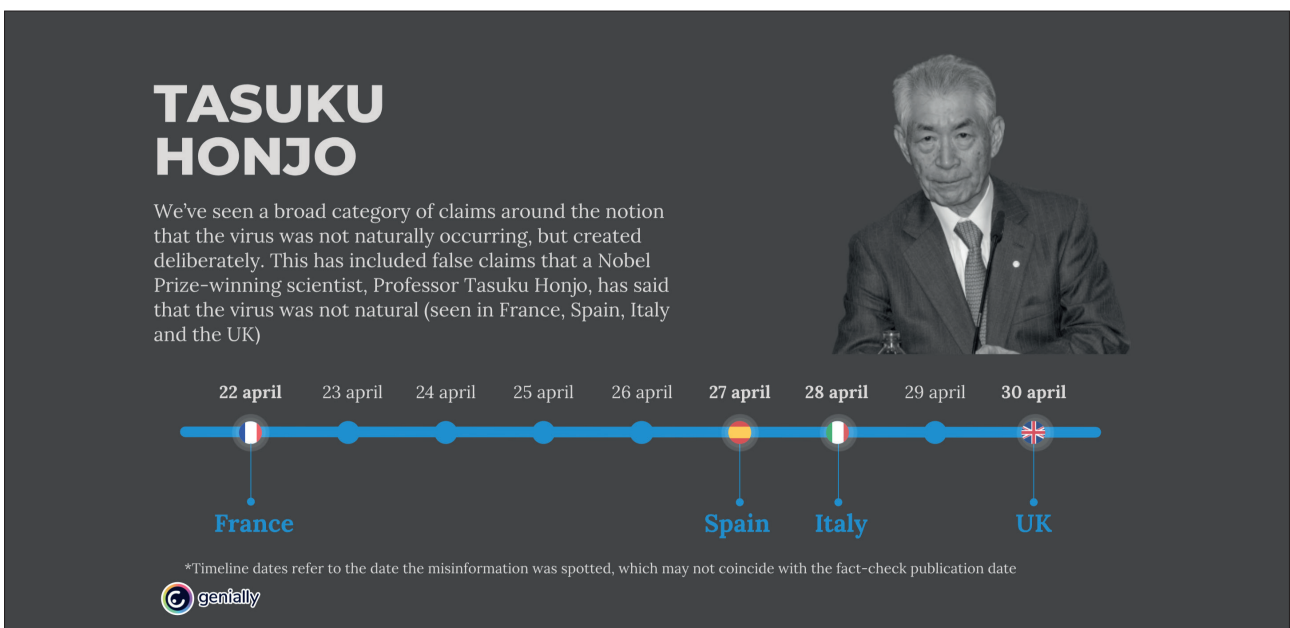 TASUKU
HONJO
We've seen a broad category of claims around the notion
that the virus was not naturally occurring, but created
deliberately. This has included false claims that a Nobel
Prize-winning scientist, Professor Tasuku Honjo, has said
that the virus was not natural (seen in France, Spain, Italy
and the UK)
22 april 23 april 24 april 25 april 26 april 27 april 28 april 29 april 30 april
France Spain Italy UK
*Timeline dates refer to the date the misinformation was spotted, which may not coincide with the fact-check publication date
genially